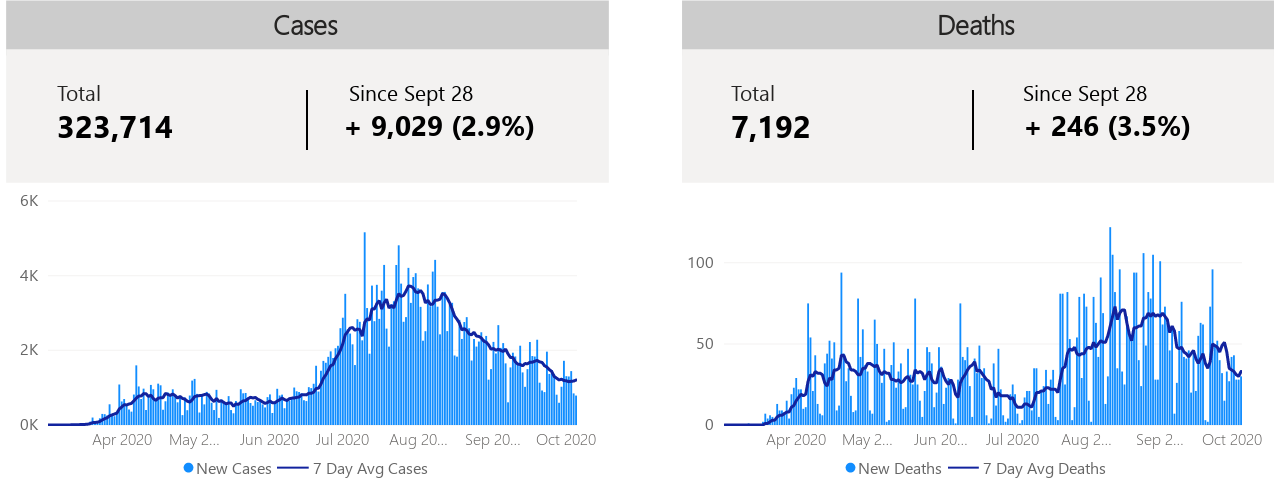 Cases
Total
323,714
Since Sept 28
+ 9,029 (2.9%)
6K
4K
2K
0K
Apr 2020 May 2... Jun 2020 Jul 2020 Aug 20... Sep 20... Oct 2020
New Cases 7 Day Avg Cases
Deaths
Total
7,192
Since Sept 28
+ 246 (3.5%)
100
50
0
Apr 2020 May 2... Jun 20... Jul 2020 Aug 2... Sep 2... Oct 2020
New Deaths 7 Day Avg Deaths